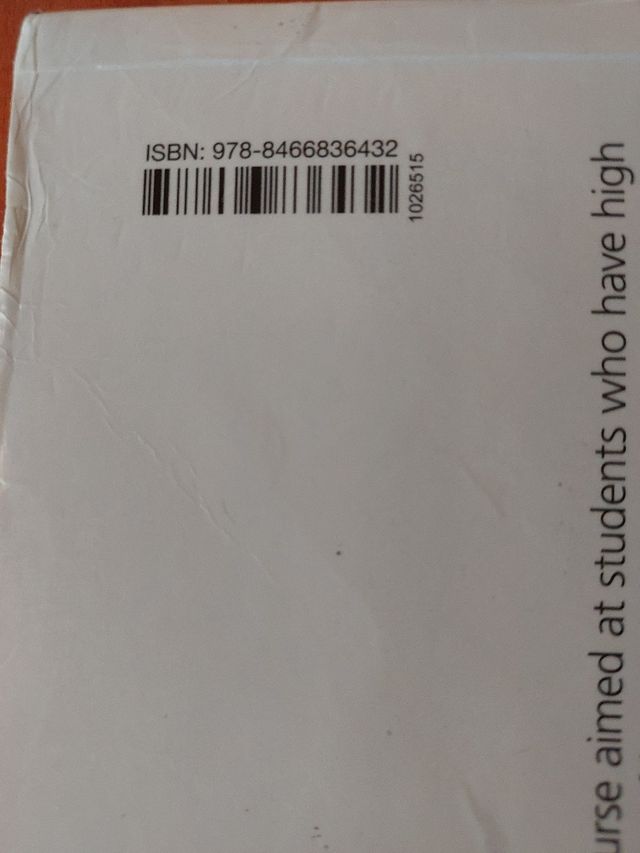 ISBN: 978-8466836432
1026515
urse aimed at students who have high